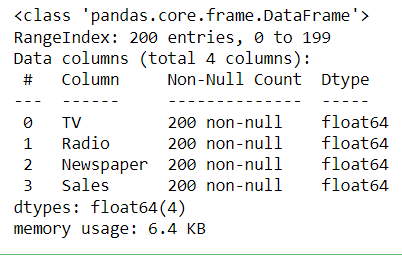 <class 'pandas.core.frame.DataFrame'>
RangeIndex: 200 entries, 0 to 199
Data columns (total 4 columns):
 #   Column     Non-Null Count  Dtype
---  ------     --------------  -----
 0   TV         200 non-null    float64
 1   Radio      200 non-null    float64
 2   Newspaper  200 non-null    float64
 3   Sales      200 non-null    float64
dtypes: float64(4)
memory usage: 6.4 KB